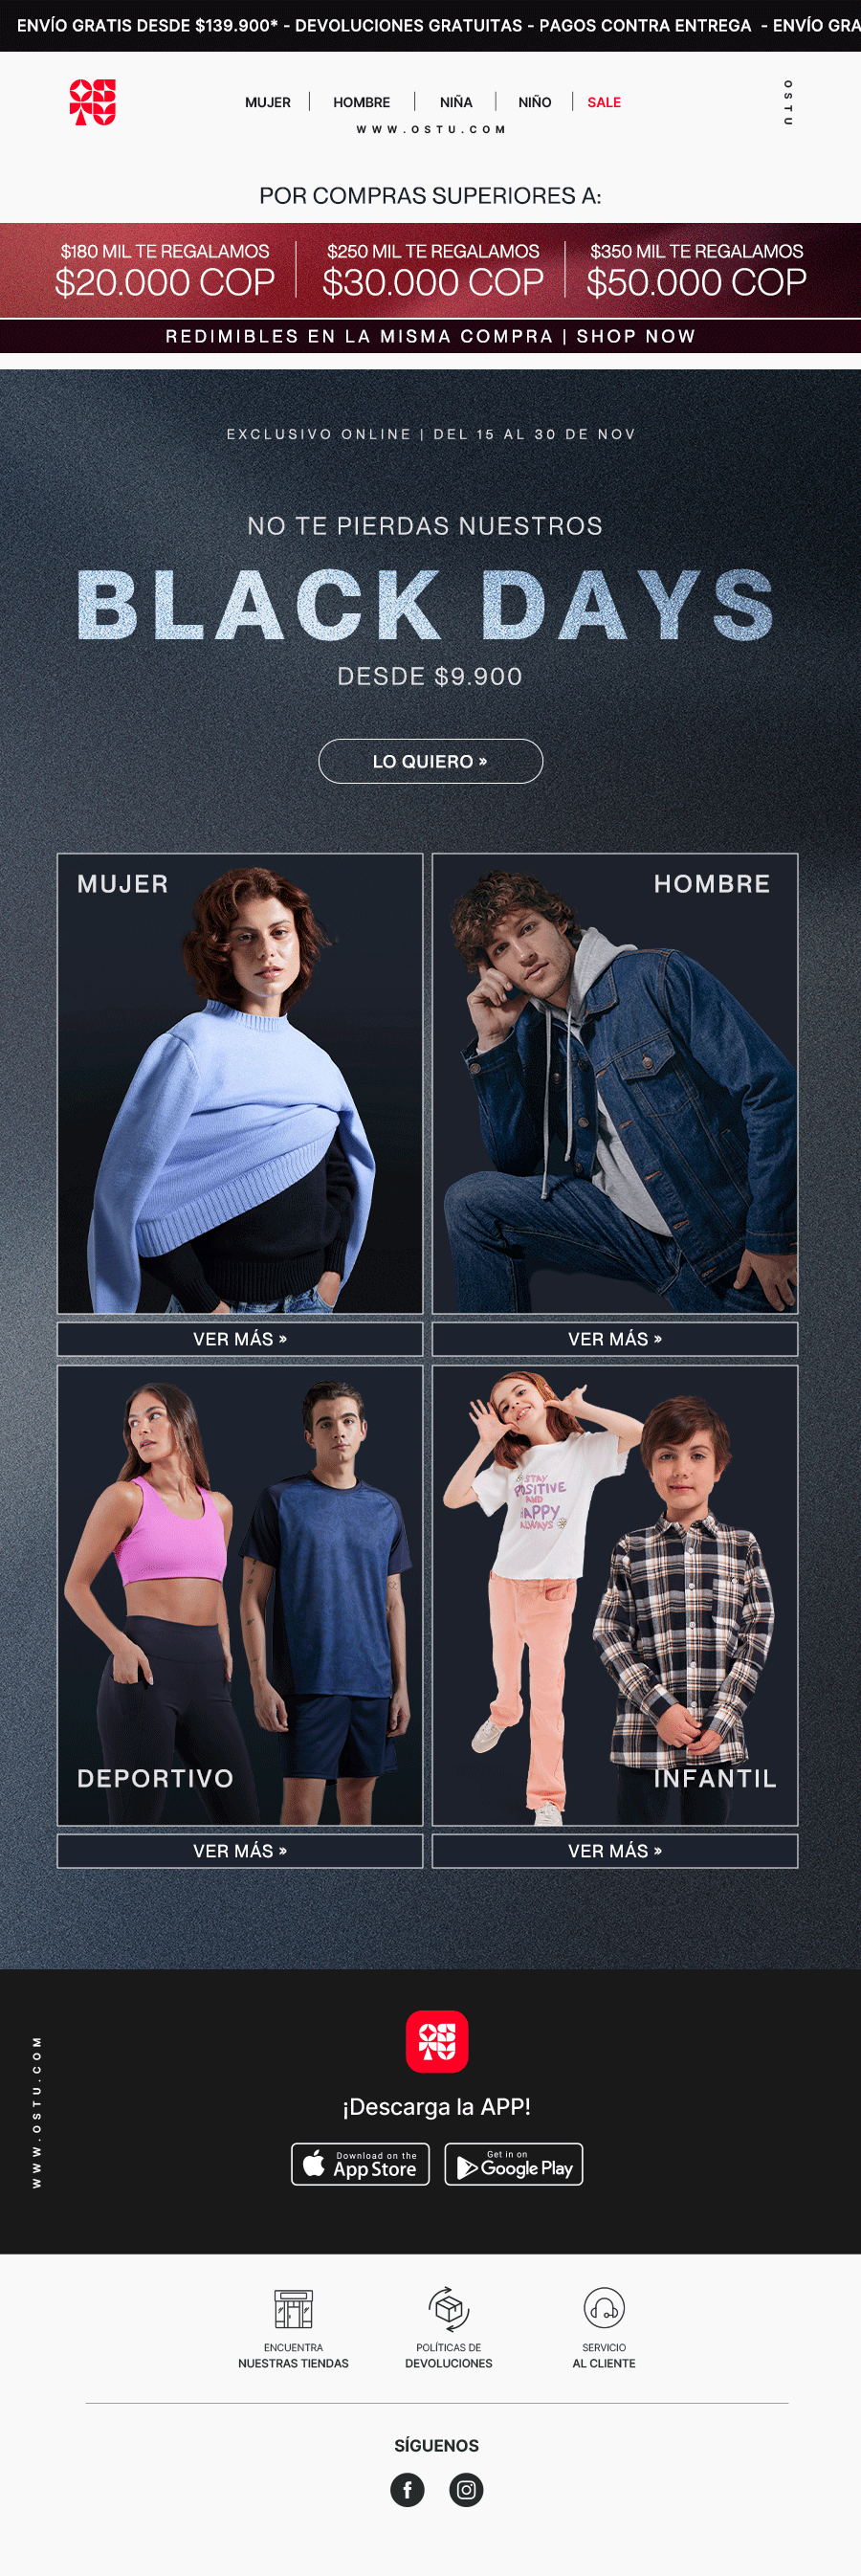 ENVÍO GRATIS DESDE $139.900* - DEVOLUCIONES GRATUITAS - PAGOS CONTRA ENTREGA - ENVÍO GRA
OSTU
MUJER | HOMBRE | NIÑA | NIÑO | SALE
WWW.OSTU.COM
OSTU
POR COMPRAS SUPERIORES A:
$180 MIL TE REGALAMOS
$20.000 COP
$250 MIL TE REGALAMOS
$30.000 COP
$350 MIL TE REGALAMOS
$50.000 COP
REDIMIBLES EN LA MISMA COMPRA | SHOP NOW
EXCLUSIVO ONLINE | DEL 15 AL 30 DE NOV
NO TE PIERDAS NUESTROS
BLACK DAYS
DESDE $9.900
LO QUIERO »
MUJER
HOMBRE
VER MÁS »
VER MÁS »
STAY
POSITIVE
AND
HAPPY
ALWAYS
DEPORTIVO
INFANTIL
VER MÁS »
VER MÁS »
WWW.OSTU.COM
OSTU
¡Descarga la APP!
Download on the
App Store
Get in on
Google Play
ENCUENTRA
NUESTRAS TIENDAS
POLÍTICAS DE
DEVOLUCIONES
SERVICIO
AL CLIENTE
SÍGUENOS